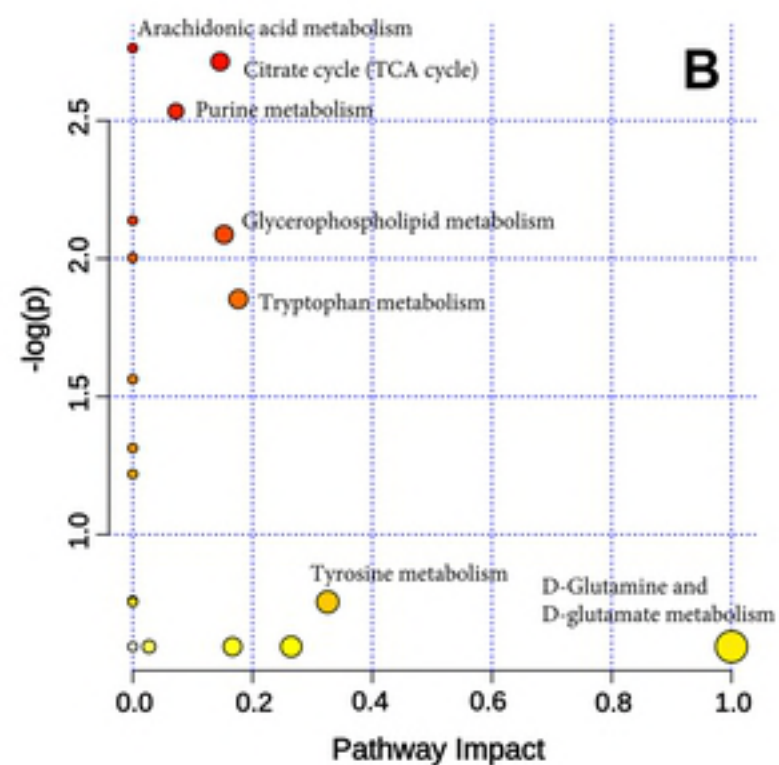 Arachidonic acid metabolism
B
Citrate cycle (TCA cycle)
Purine metabolism
2.5
Glycerophospholipid metabolism
2.0
Tryptophan metabolism
-log(p)
1.5
1.0
Tyrosine metabolism
D-Glutamine and
D-glutamate metabolism
0.0 0.2 0.4 0.6 0.8 1.0
Pathway Impact